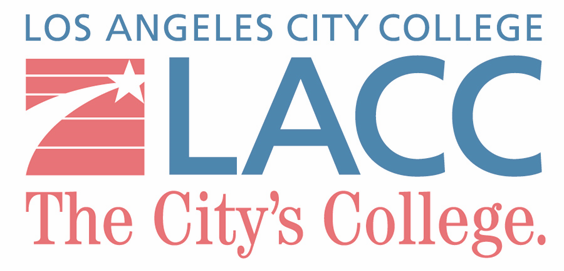 LOS ANGELES CITY COLLEGE
LACC
The City's College.